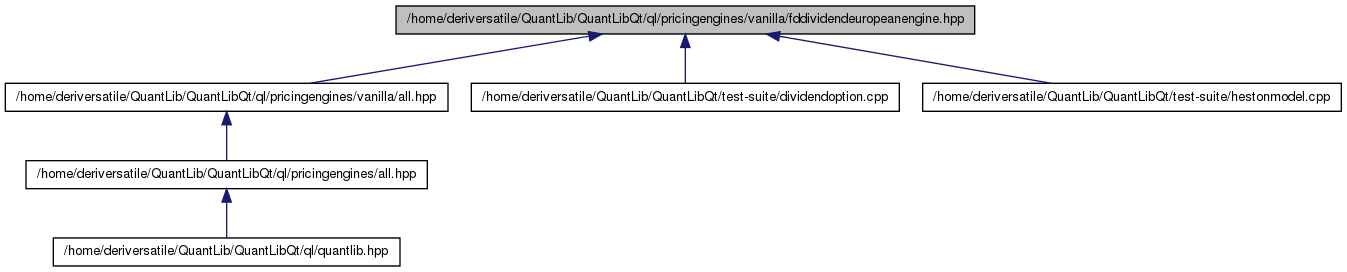 /home/deriversatile/QuantLib/QuantLibQt/ql/pricingengines/vanilla/fddividendeuropeanengine.hpp
/home/deriversatile/QuantLib/QuantLibQt/ql/pricingengines/vanilla/all.hpp
/home/deriversatile/QuantLib/QuantLibQt/test-suite/dividendoption.cpp
/home/deriversatile/QuantLib/QuantLibQt/test-suite/hestonmodel.cpp
/home/deriversatile/QuantLib/QuantLibQt/ql/pricingengines/all.hpp
/home/deriversatile/QuantLib/QuantLibQt/ql/quantlib.hpp